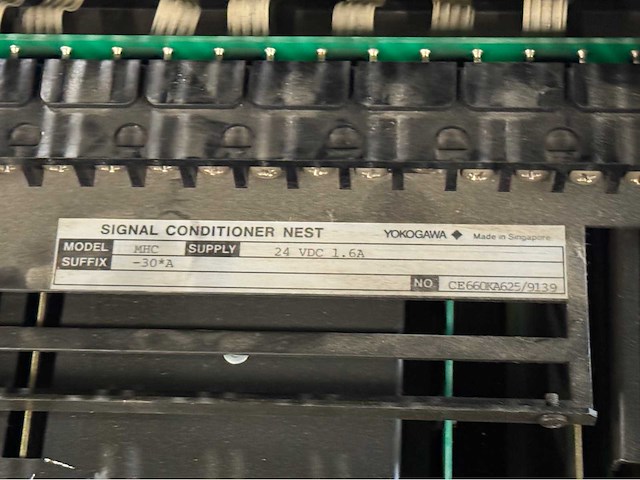 SIGNAL CONDITIONER NEST YOKOGAWA ◆ Made in Singapore
MODEL MHC SUPPLY 24 VDC 1.6A
SUFFIX -30*A
NO. CE660KA625/9139